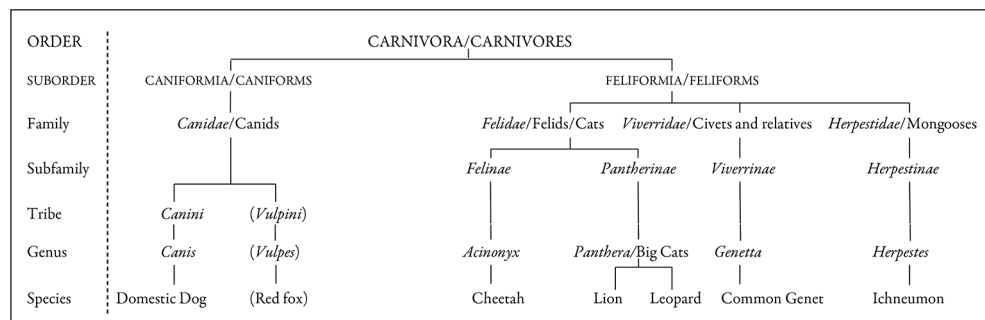 ORDER CARNIVORA/CARNIVORES
SUBORDER CANIFORMIA/CANIFORMS FELIFORMIA/FELIFORMS
Family Canidae/Canids Felidae/Felids/Cats Viverridae/Civets and relatives Herpestidae/Mongooses
Subfamily Felinae Pantherinae Viverrinae Herpestinae
Tribe Canini (Vulpini)
Genus Canis (Vulpes) Acinonyx Panthera/Big Cats Genetta Herpestes
Species Domestic Dog (Red fox) Cheetah Lion Leopard Common Genet Ichneumon